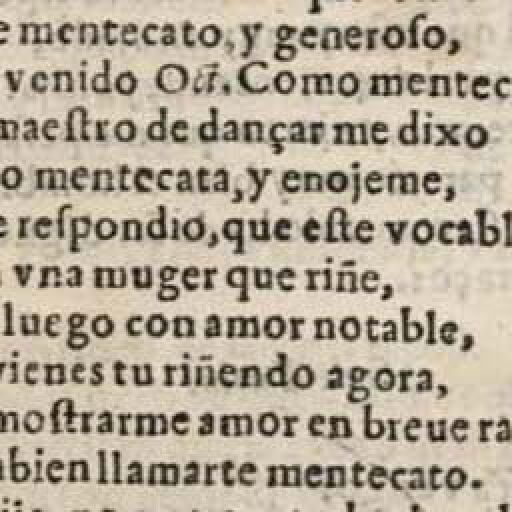 e mentecato, y generoſo,
venido Oct̃. Como mentec
maeſtro de dançar me dixo
o mentecata, y enojeme,
e reſpondio, que eſte vocabl
vna muger que riñe,
luego con amor notable,
vienes tu riñendo agora,
moſtrarme amor en breue ra
mbien llamarte mentecato.